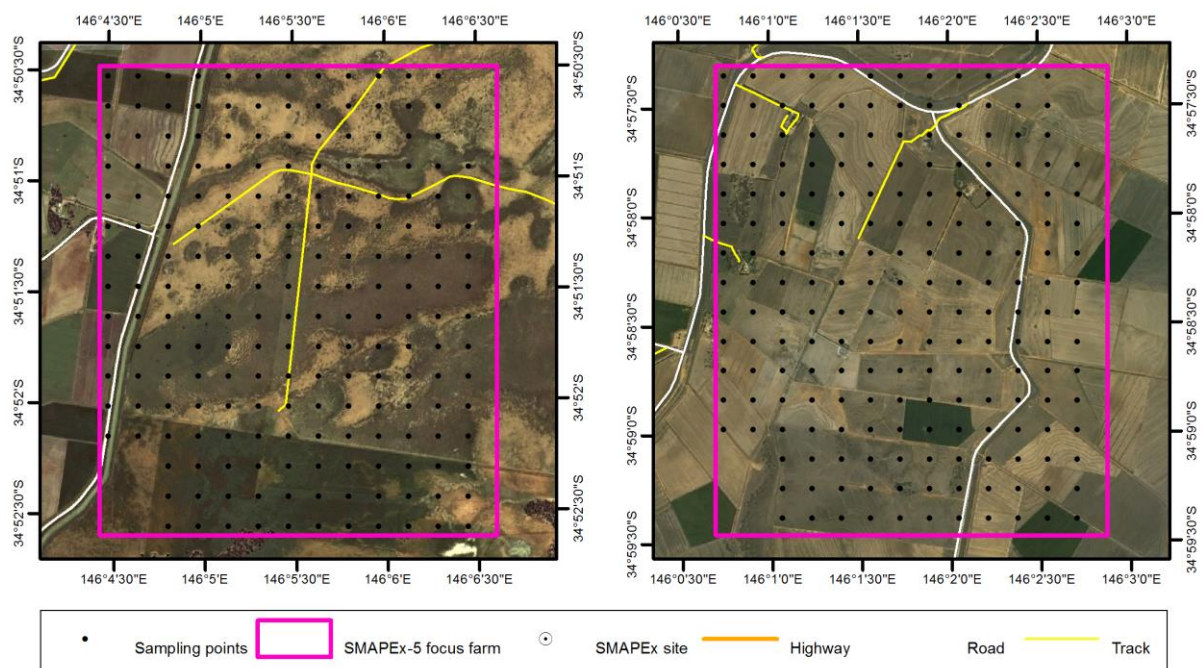 146°4'30"E 146°5'E 146°5'30"E 146°6'E 146°6'30"E
34°50'30"S 34°50'30"S
34°51'S 34°51'S
34°51'30"S 34°51'30"S
34°52'S 34°52'S
34°52'30"S 34°52'30"S
146°4'30"E 146°5'0"E 146°5'30"E 146°6'0"E 146°6'30"E
146°0'30"E 146°1'0"E 146°1'30"E 146°2'0"E 146°2'30"E 146°3'0"E
34°57'30"S 34°57'30"S
34°58'0"S 34°58'0"S
34°58'30"S 34°58'30"S
34°59'0"S 34°59'0"S
34°59'30"S 34°59'30"S
146°0'30"E 146°1'0"E 146°1'30"E 146°2'0"E 146°2'30"E 146°3'0"E
Sampling points SMAPEx-5 focus farm SMAPEx site Highway Road Track